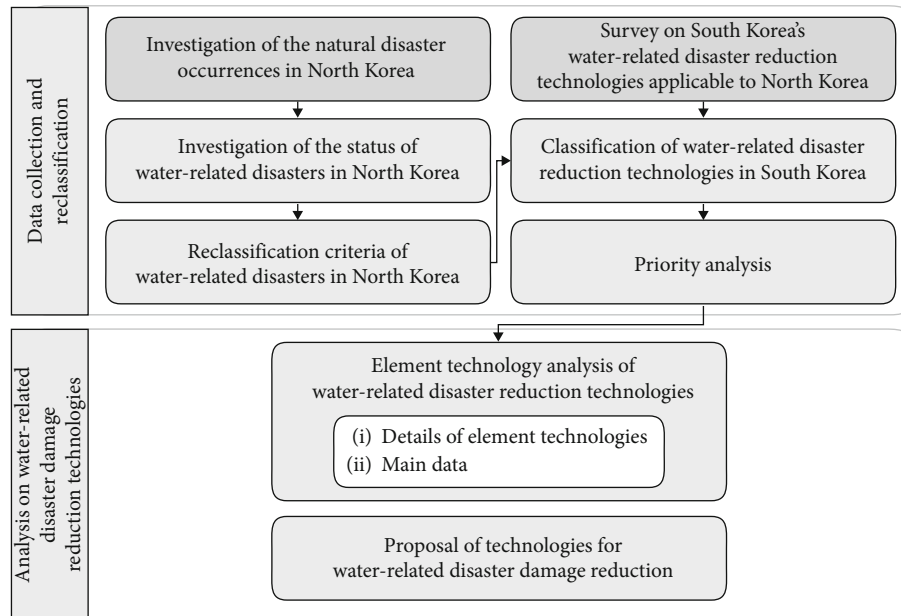 Data collection and
reclassification
Investigation of the natural disaster
occurrences in North Korea
Survey on South Korea's
water-related disaster reduction
technologies applicable to North Korea
Investigation of the status of
water-related disasters in North Korea
Classification of water-related disaster
reduction technologies in South Korea
Reclassification criteria of
water-related disasters in North Korea
Priority analysis
Analysis on water-related
disaster damage
reduction technologies
Element technology analysis of
water-related disaster reduction technologies
(i) Details of element technologies
(ii) Main data
Proposal of technologies for
water-related disaster damage reduction